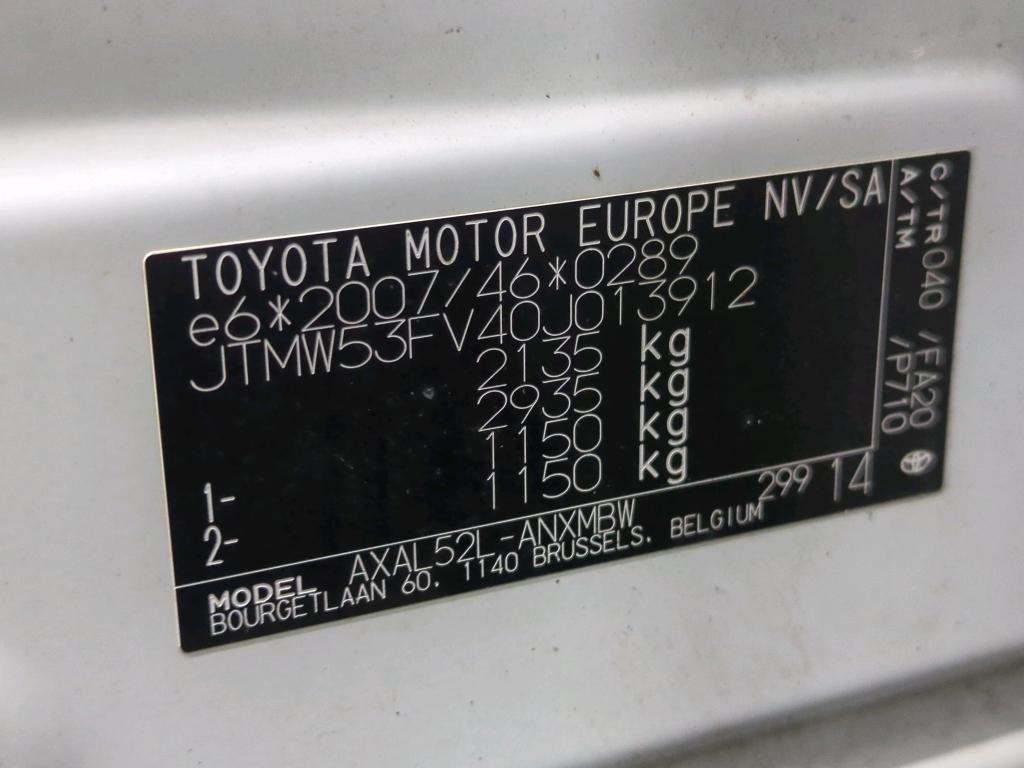 TOYOTA MOTOR EUROPE NV/SA
e6*2007/46*0289
JTMW53FV40J013912
2135 kg
2935 kg
1- 1150 kg
2- 1150 kg
MODEL AXAL52L-ANXMBW 299 14
BOURGETLAAN 60. 1140 BRUSSELS. BELGIUM
C/TR 040 /FA20
A/TM /P710